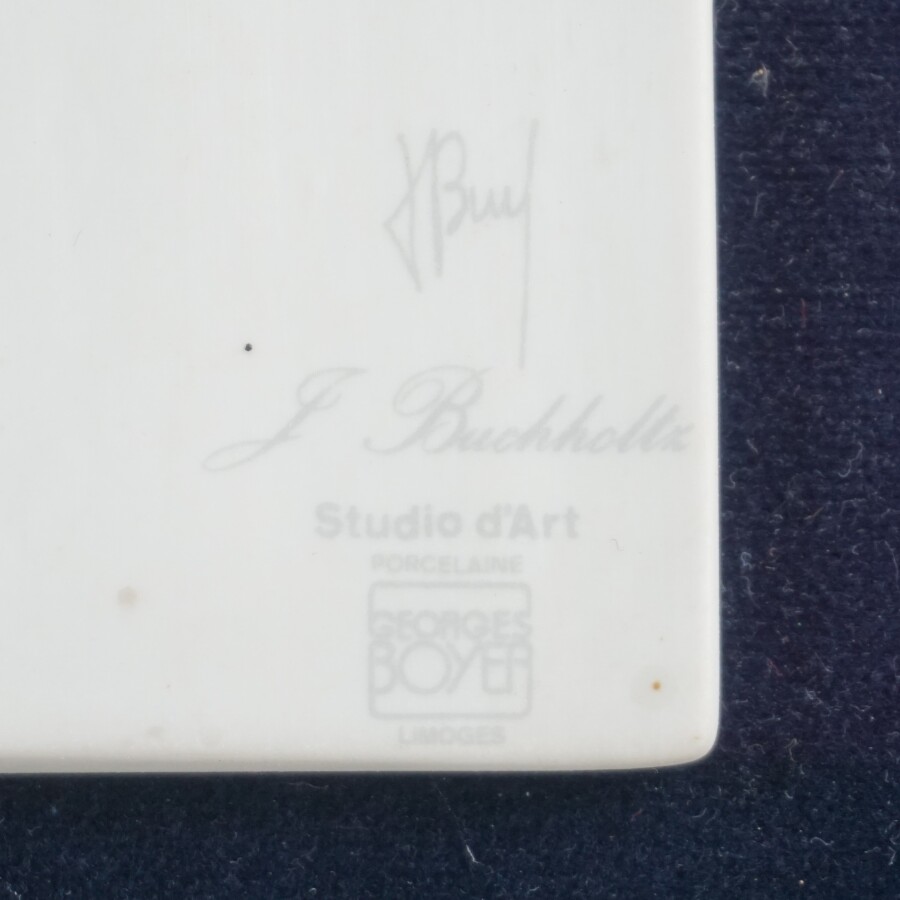 J Buchholtz
Studio d'Art
PORCELAINE
GEORGES
BOYER
LIMOGES